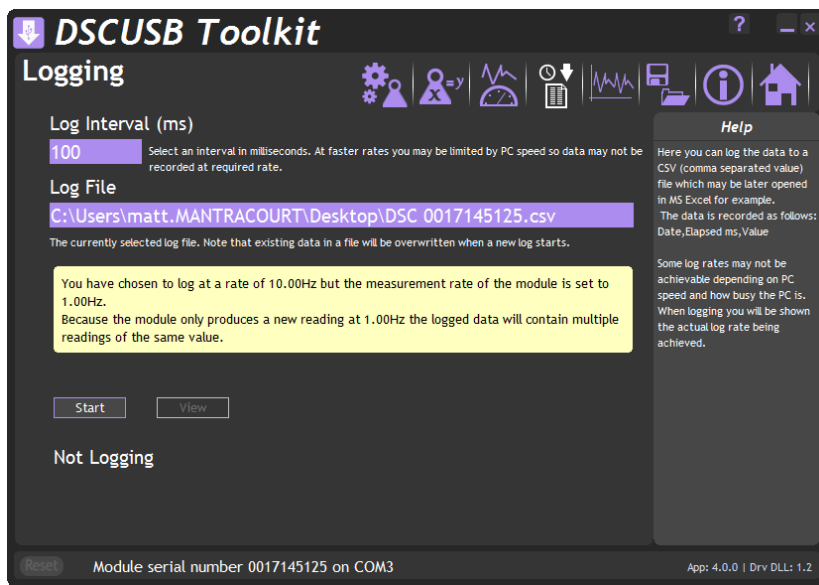 DSCUSB Toolkit
?
Logging
X=y
Log Interval (ms)
100
Select an interval in milliseconds. At faster rates you may be limited by PC speed so data may not be
recorded at required rate.
Log File
C:\Users\matt.MANTRACOURT\Desktop\DSC 0017145125.csv
The currently selected log file. Note that existing data in a file will be overwritten when a new log starts.
You have chosen to log at a rate of 10.00Hz but the measurement rate of the module is set to
1.00Hz.
Because the module only produces a new reading at 1.00Hz the logged data will contain multiple
readings of the same value.
Start
View
Not Logging
Help
Here you can log the data to a
CSV (comma separated value)
file which may be later opened
in MS Excel for example.
The data is recorded as follows:
Date,Elapsed ms,Value
Some log rates may not be
achievable depending on PC
speed and how busy the PC is.
When logging you will be shown
the actual log rate being
achieved.
Reset
Module serial number 0017145125 on COM3
App: 4.0.0 | Drv DLL: 1.2